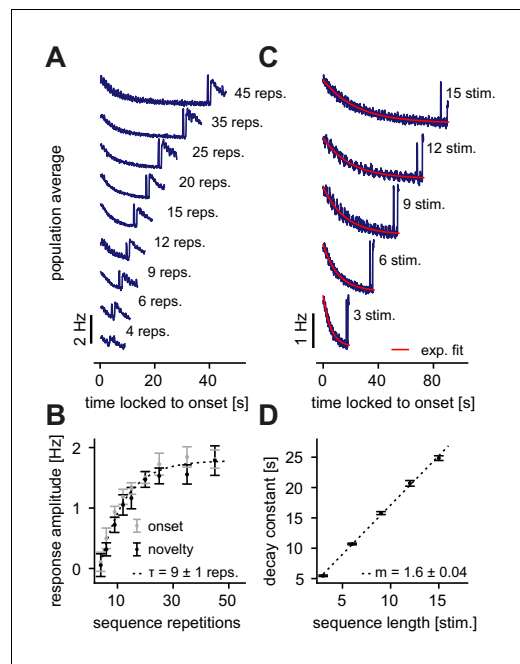 A
45 reps.
35 reps.
25 reps.
20 reps.
15 reps.
12 reps.
9 reps.
6 reps.
4 reps.
population average
2 Hz
0 20 40
time locked to onset [s]
C
15 stim.
12 stim.
9 stim.
6 stim.
3 stim.
1 Hz
exp. fit
0 40 80
time locked to onset [s]
B
response amplitude [Hz]
2
1
0
onset
novelty
τ = 9 ± 1 reps.
10 30 50
sequence repetitions
D
decay constant [s]
25
20
15
10
5
m = 1.6 ± 0.04
5 10 15
sequence length [stim.]